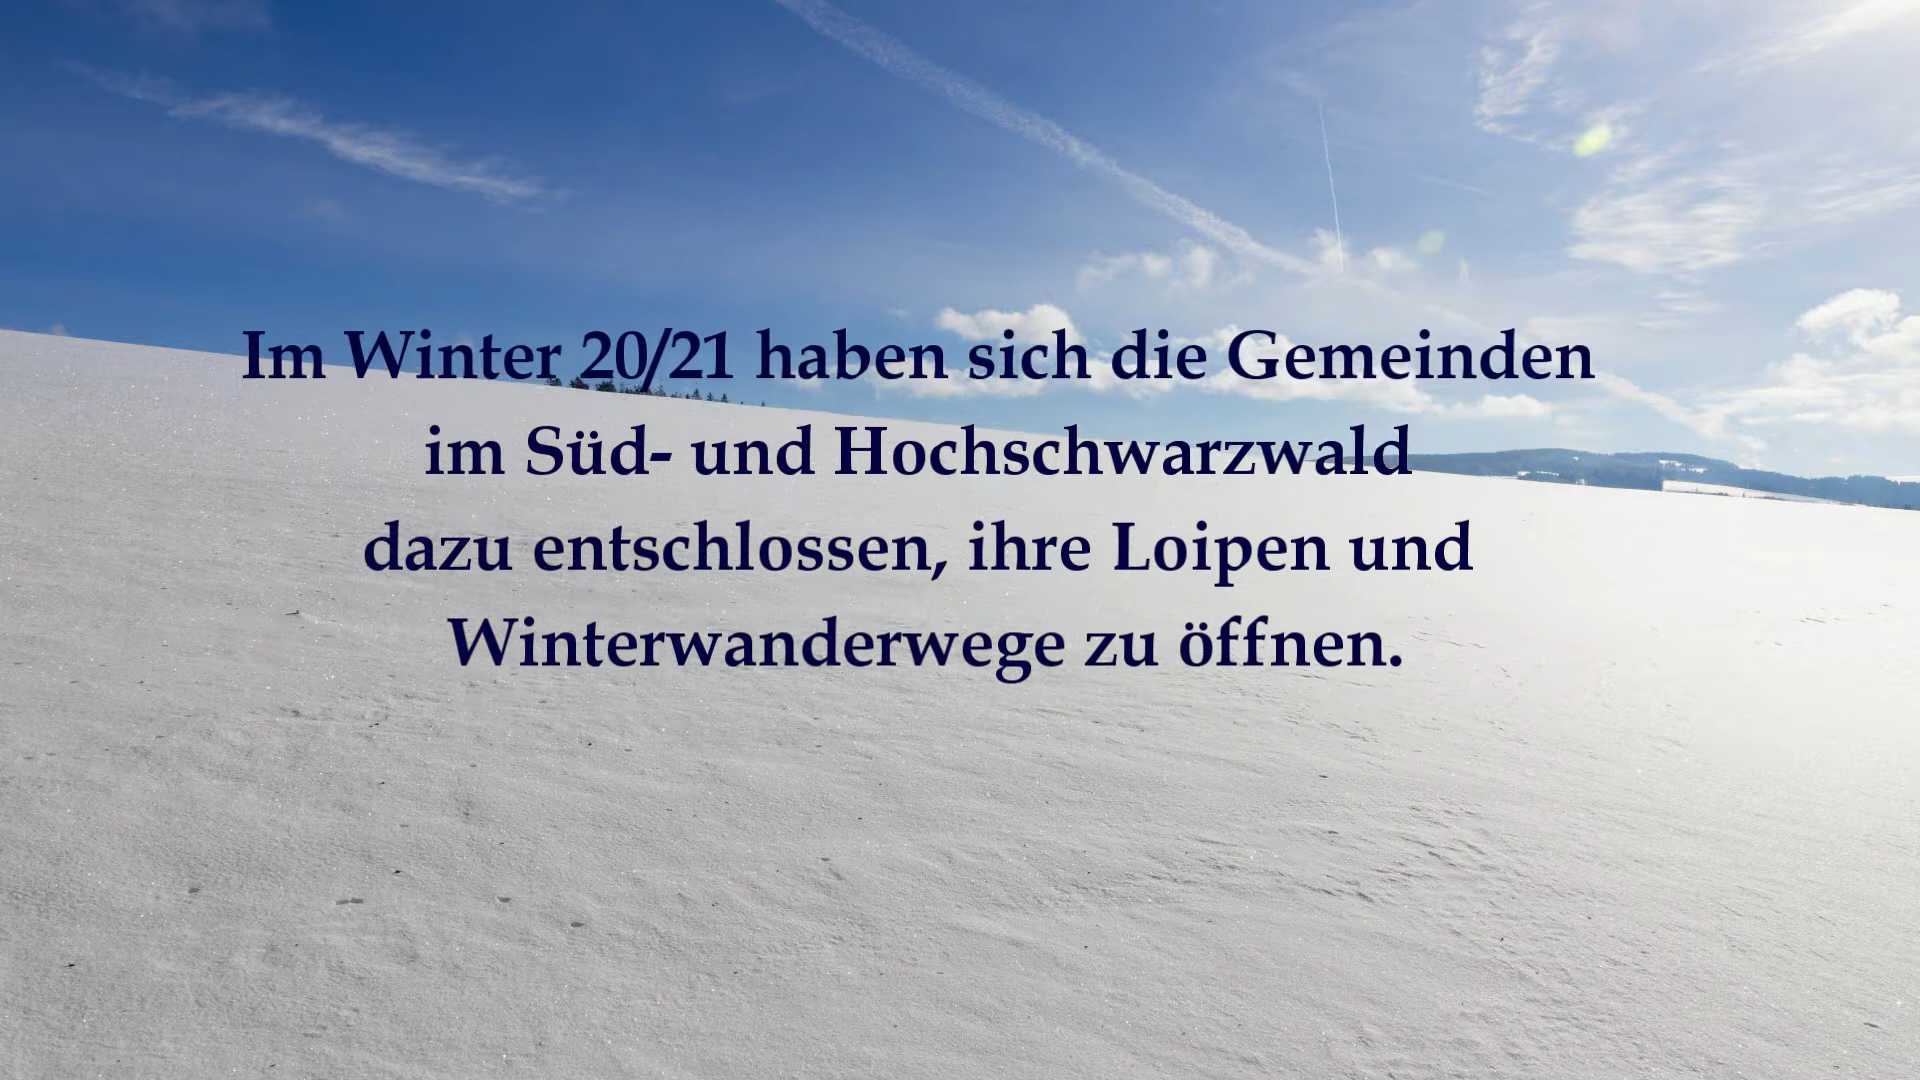 Im Winter 20/21 haben sich die Gemeinden
im Süd- und Hochschwarzwald
dazu entschlossen, ihre Loipen und
Winterwanderwege zu öffnen.